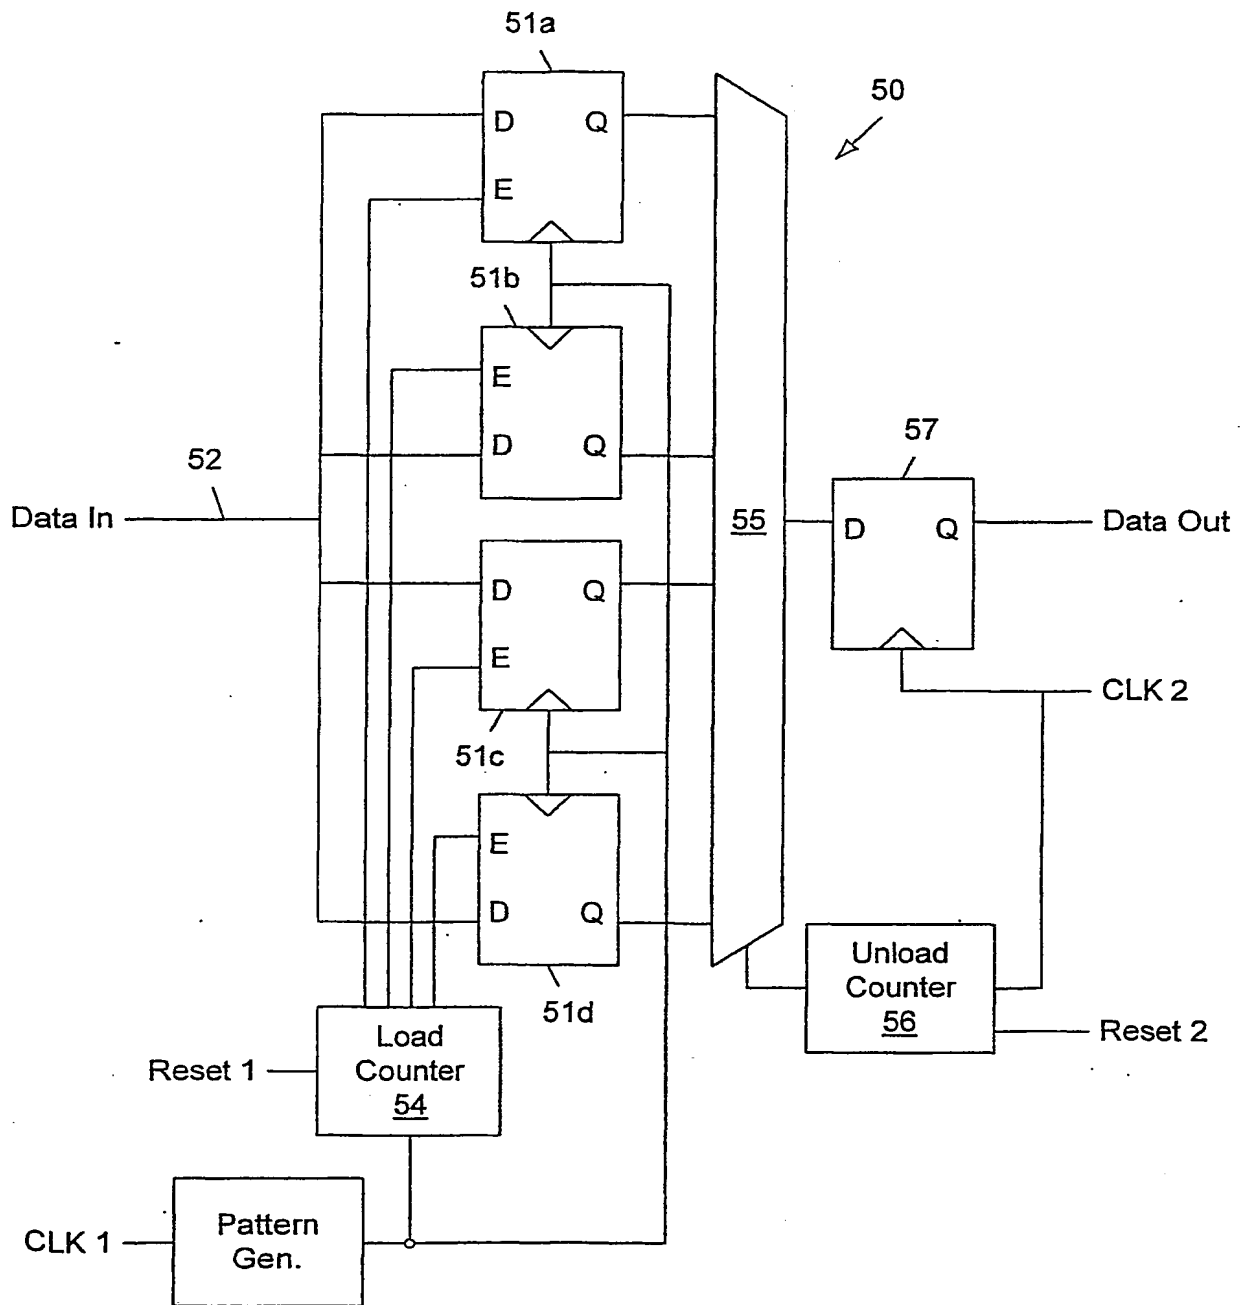 51a
50
D Q
E
51b
E
D Q
52
57
Data In
55
D Q
Data Out
D Q
E
CLK 2
51c
E
D Q
Unload
Counter
56
51d
Load
Counter
54
Reset 1
Reset 2
Pattern
Gen.
CLK 1